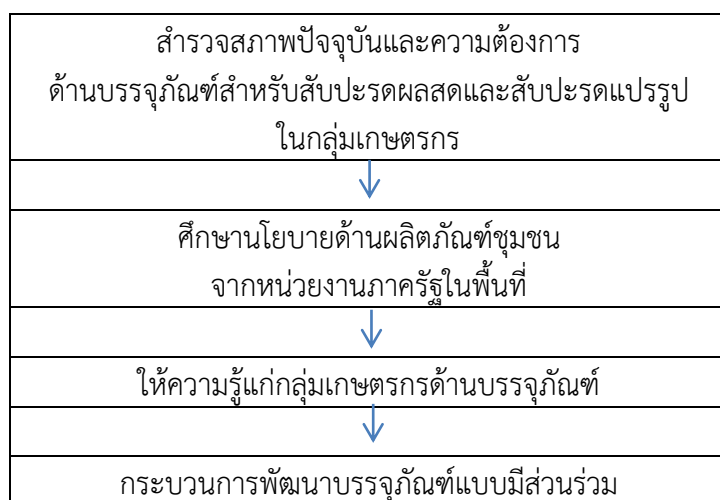 สำรวจสภาพปัจจุบันและความต้องการ
ด้านบรรจุภัณฑ์สำหรับสับปะรดผลสดและสับปะรดแปรรูป
ในกลุ่มเกษตรกร
ศึกษานโยบายด้านผลิตภัณฑ์ชุมชน
จากหน่วยงานภาครัฐในพื้นที่
ให้ความรู้แก่กลุ่มเกษตรกรด้านบรรจุภัณฑ์
กระบวนการพัฒนาบรรจุภัณฑ์แบบมีส่วนร่วม